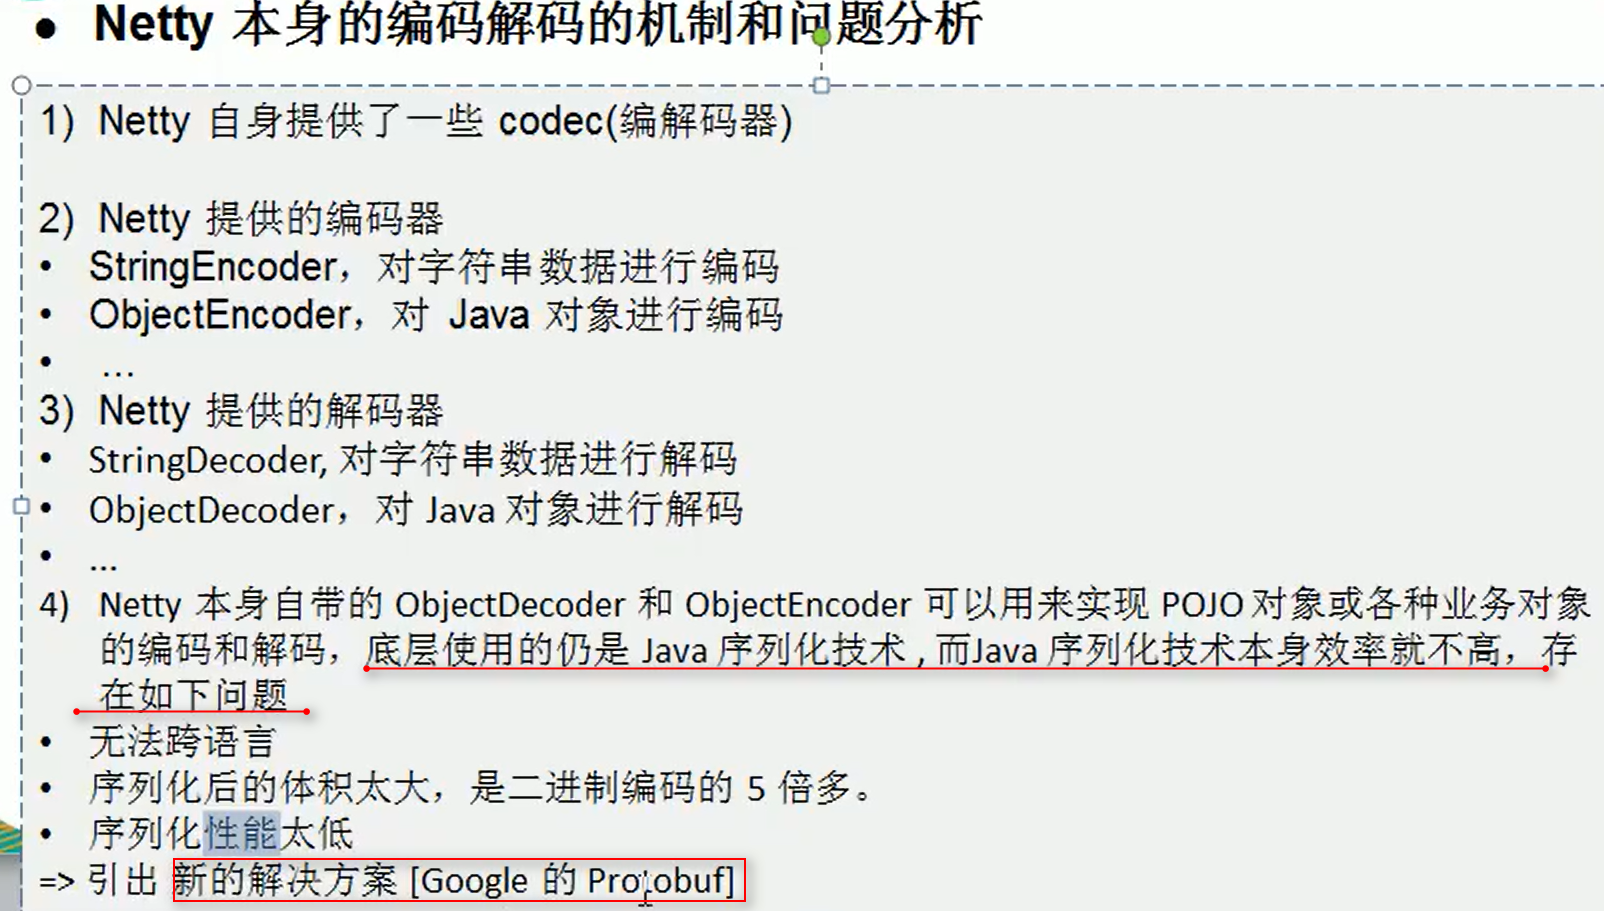 ● Netty 本身的编码解码的机制和问题分析
1) Netty 自身提供了一些 codec(编解码器)
2) Netty 提供的编码器
• StringEncoder，对字符串数据进行编码
• ObjectEncoder，对 Java 对象进行编码
• ...
3) Netty 提供的解码器
• StringDecoder, 对字符串数据进行解码
• ObjectDecoder，对 Java 对象进行解码
• ...
4) Netty 本身自带的 ObjectDecoder 和 ObjectEncoder 可以用来实现 POJO 对象或各种业务对象
的编码和解码，底层使用的仍是 Java 序列化技术 , 而Java 序列化技术本身效率就不高，存
在如下问题
• 无法跨语言
• 序列化后的体积太大，是二进制编码的 5 倍多。
• 序列化性能太低
=> 引出 新的解决方案 [Google 的 Protobuf]